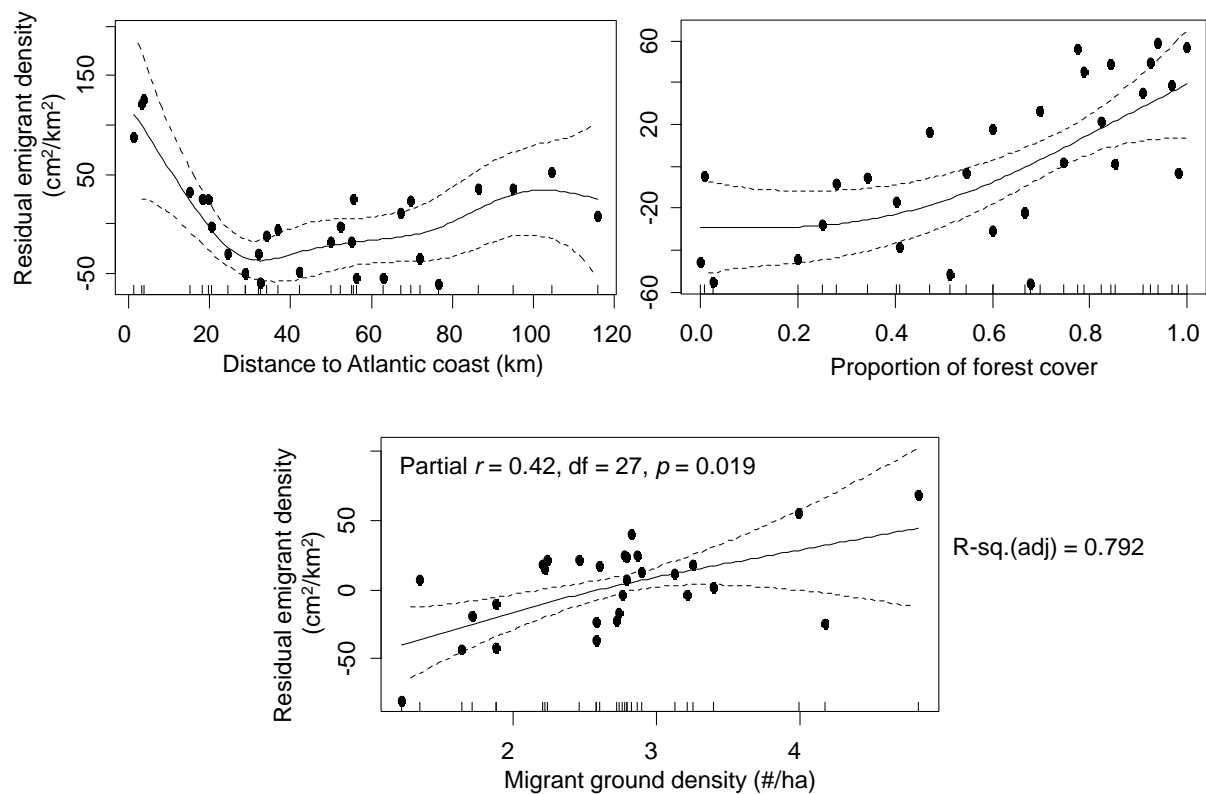 Residual emigrant density
(cm²/km²)
150
50
-50
0 20 40 60 80 100 120
Distance to Atlantic coast (km)
60
20
-20
-60
0.0 0.2 0.4 0.6 0.8 1.0
Proportion of forest cover
Residual emigrant density
(cm²/km²)
50
0
-50
Partial r = 0.42, df = 27, p = 0.019
2 3 4
Migrant ground density (#/ha)
R-sq.(adj) = 0.792